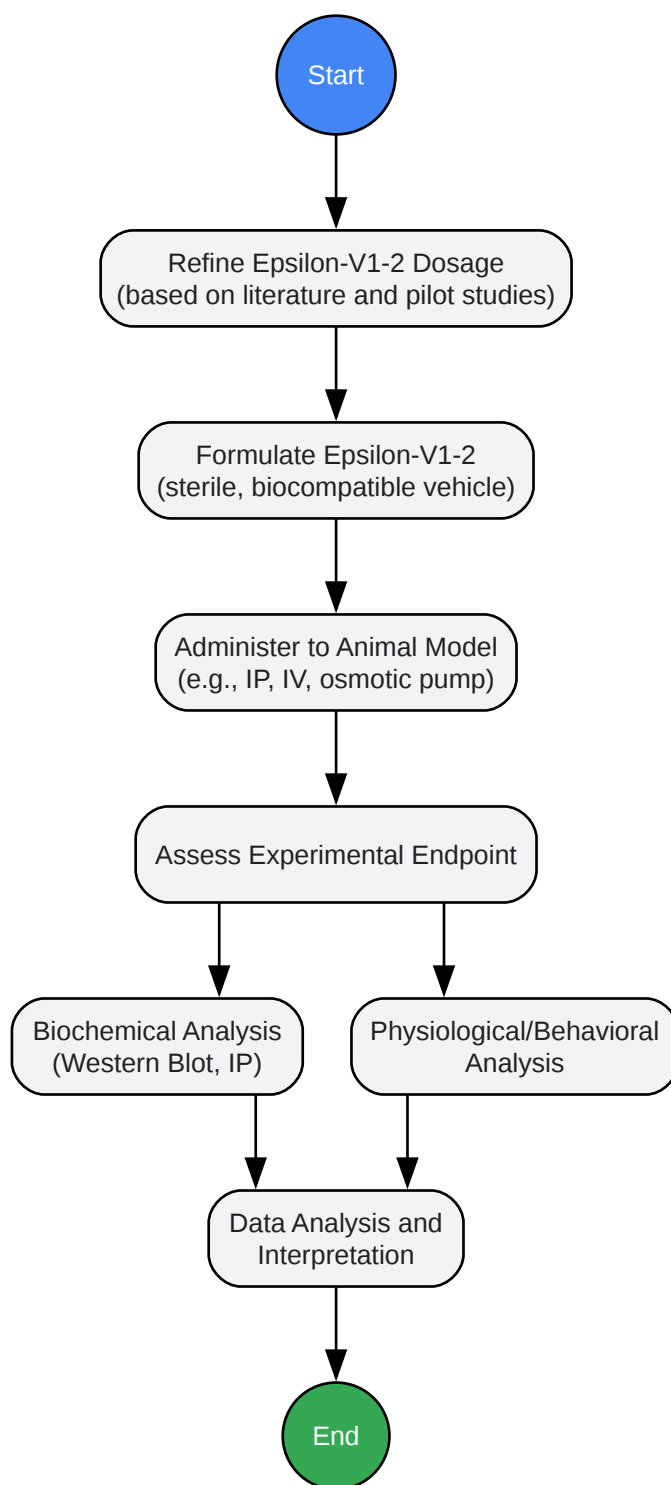 Start
Refine Epsilon-V1-2 Dosage
(based on literature and pilot studies)
Formulate Epsilon-V1-2
(sterile, biocompatible vehicle)
Administer to Animal Model
(e.g., IP, IV, osmotic pump)
Assess Experimental Endpoint
Biochemical Analysis
(Western Blot, IP)
Physiological/Behavioral
Analysis
Data Analysis and
Interpretation
End